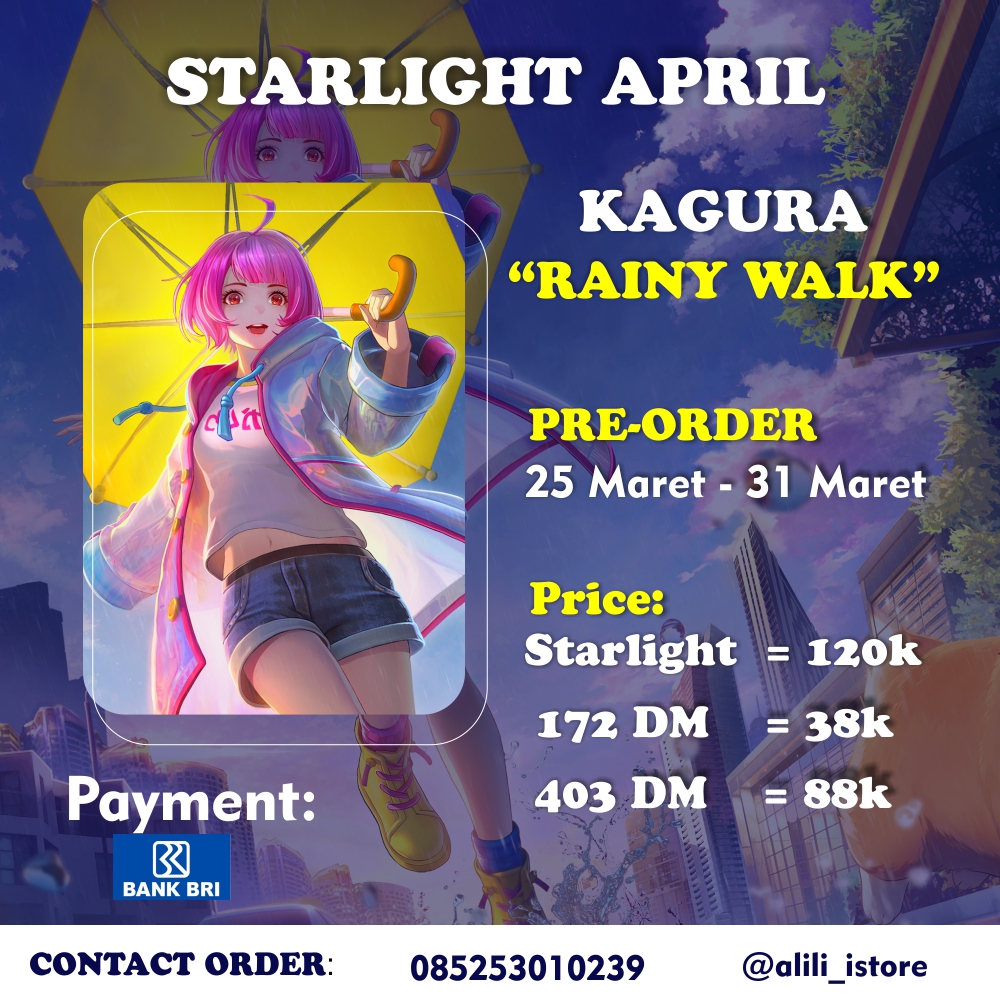 STARLIGHT APRIL
KAGURA
“RAINY WALK”
PRE-ORDER
25 Maret - 31 Maret
Price:
Starlight = 120k
172 DM = 38k
403 DM = 88k
Payment:
BANK BRI
CONTACT ORDER: 085253010239 @alili_istore